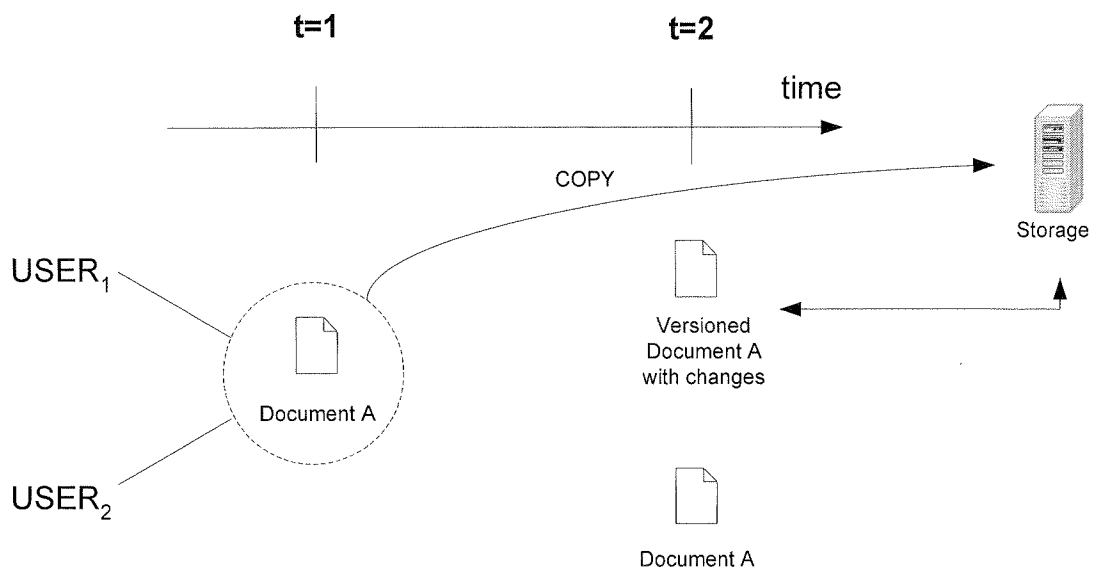 t=1
t=2
time
COPY
Storage
USER1
Versioned
Document A
with changes
Document A
USER2
Document A